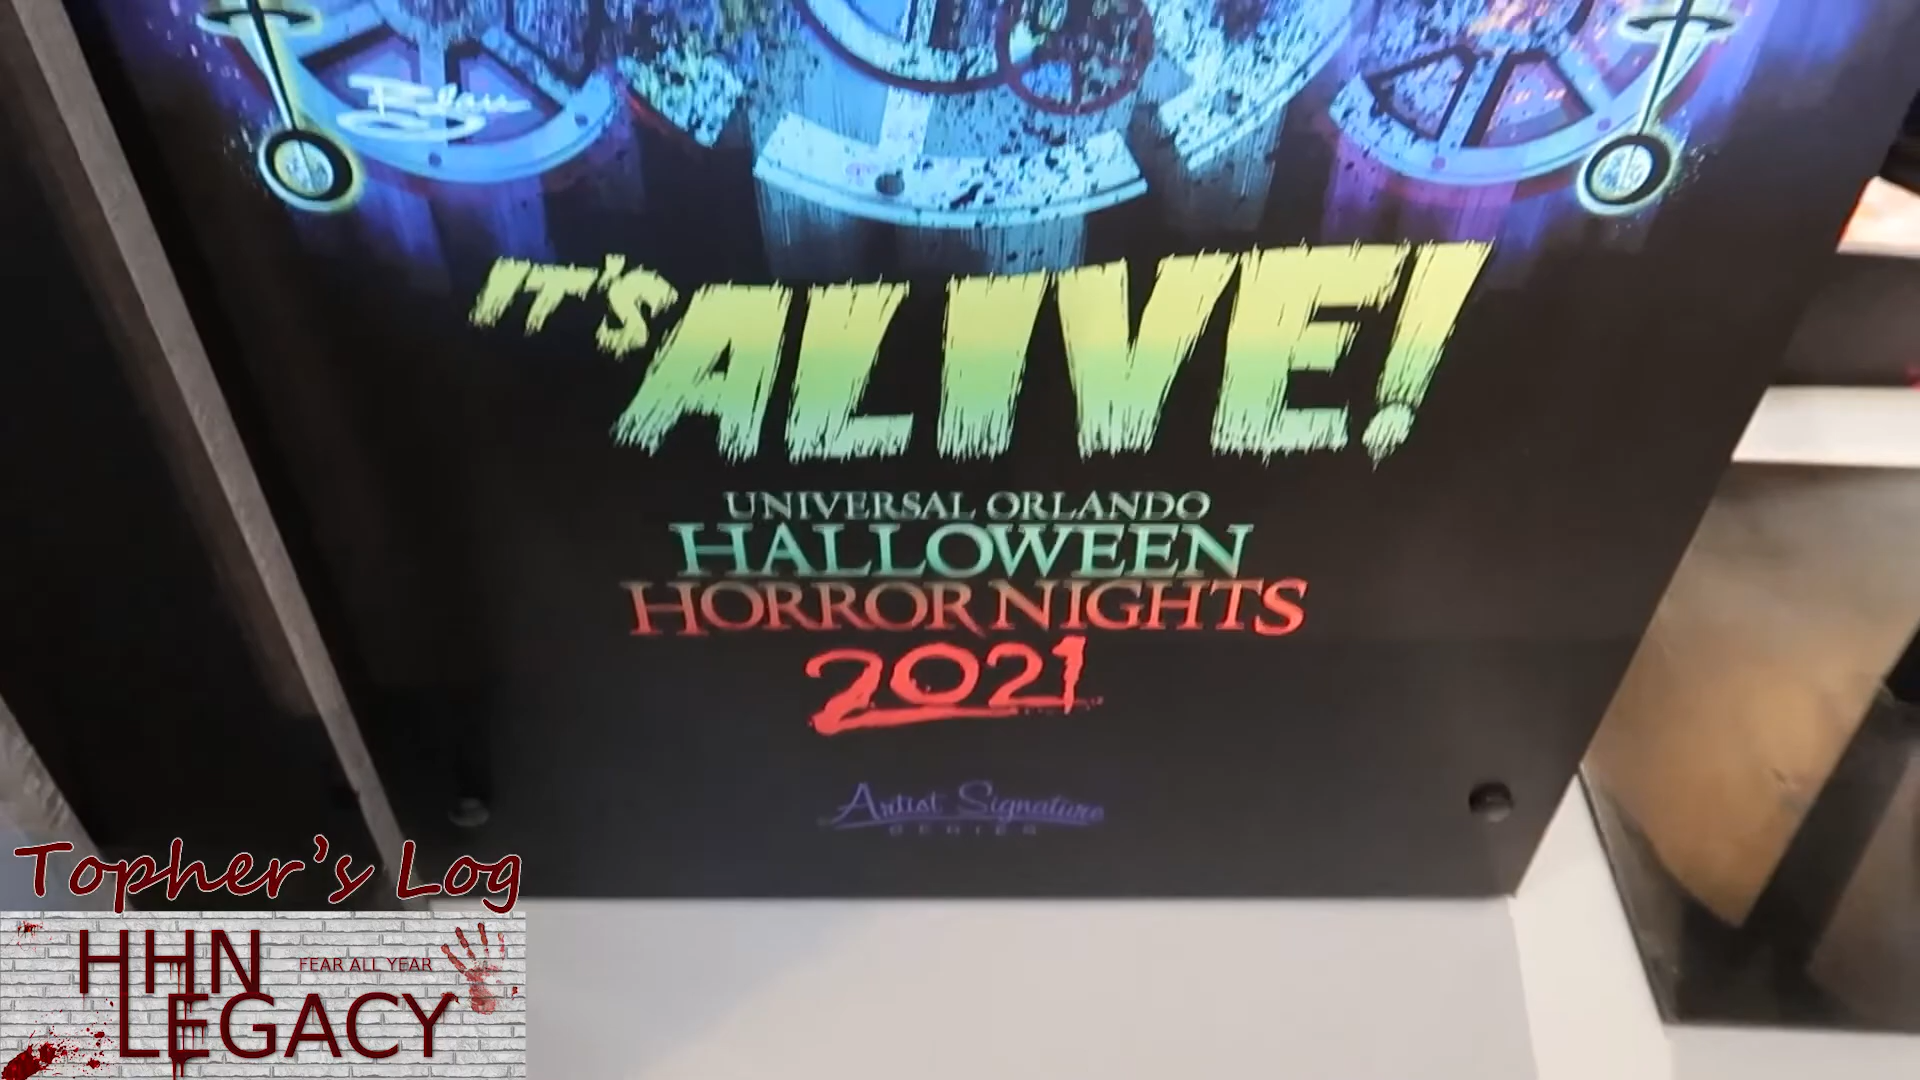 IT'S ALIVE!
UNIVERSAL ORLANDO
HALLOWEEN
HORROR NIGHTS
2021
Artist Signature
SERIES
Topher's Log
HHN
FEAR ALL YEAR
LEGACY